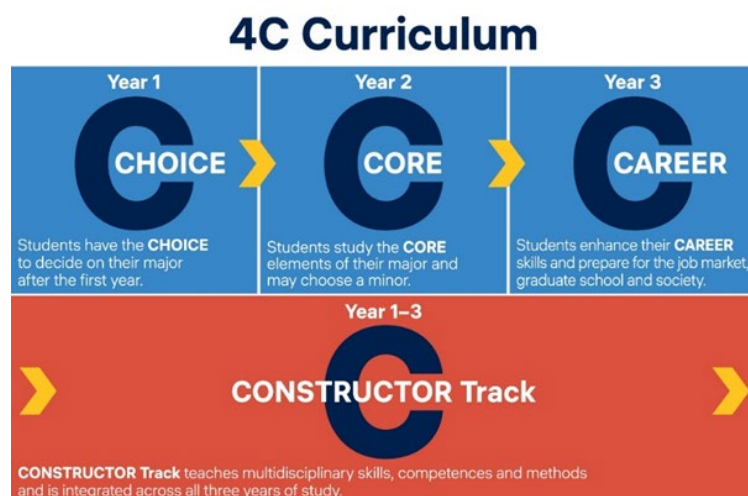 4C Curriculum
Year 1
CHOICE
Students have the CHOICE
to decide on their major
after the first year.
Year 2
CORE
Students study the CORE
elements of their major and
may choose a minor.
Year 3
CAREER
Students enhance their CAREER
skills and prepare for the job market,
graduate school and society.
Year 1–3
CONSTRUCTOR Track
CONSTRUCTOR Track teaches multidisciplinary skills, competences and methods
and is integrated across all three years of study.